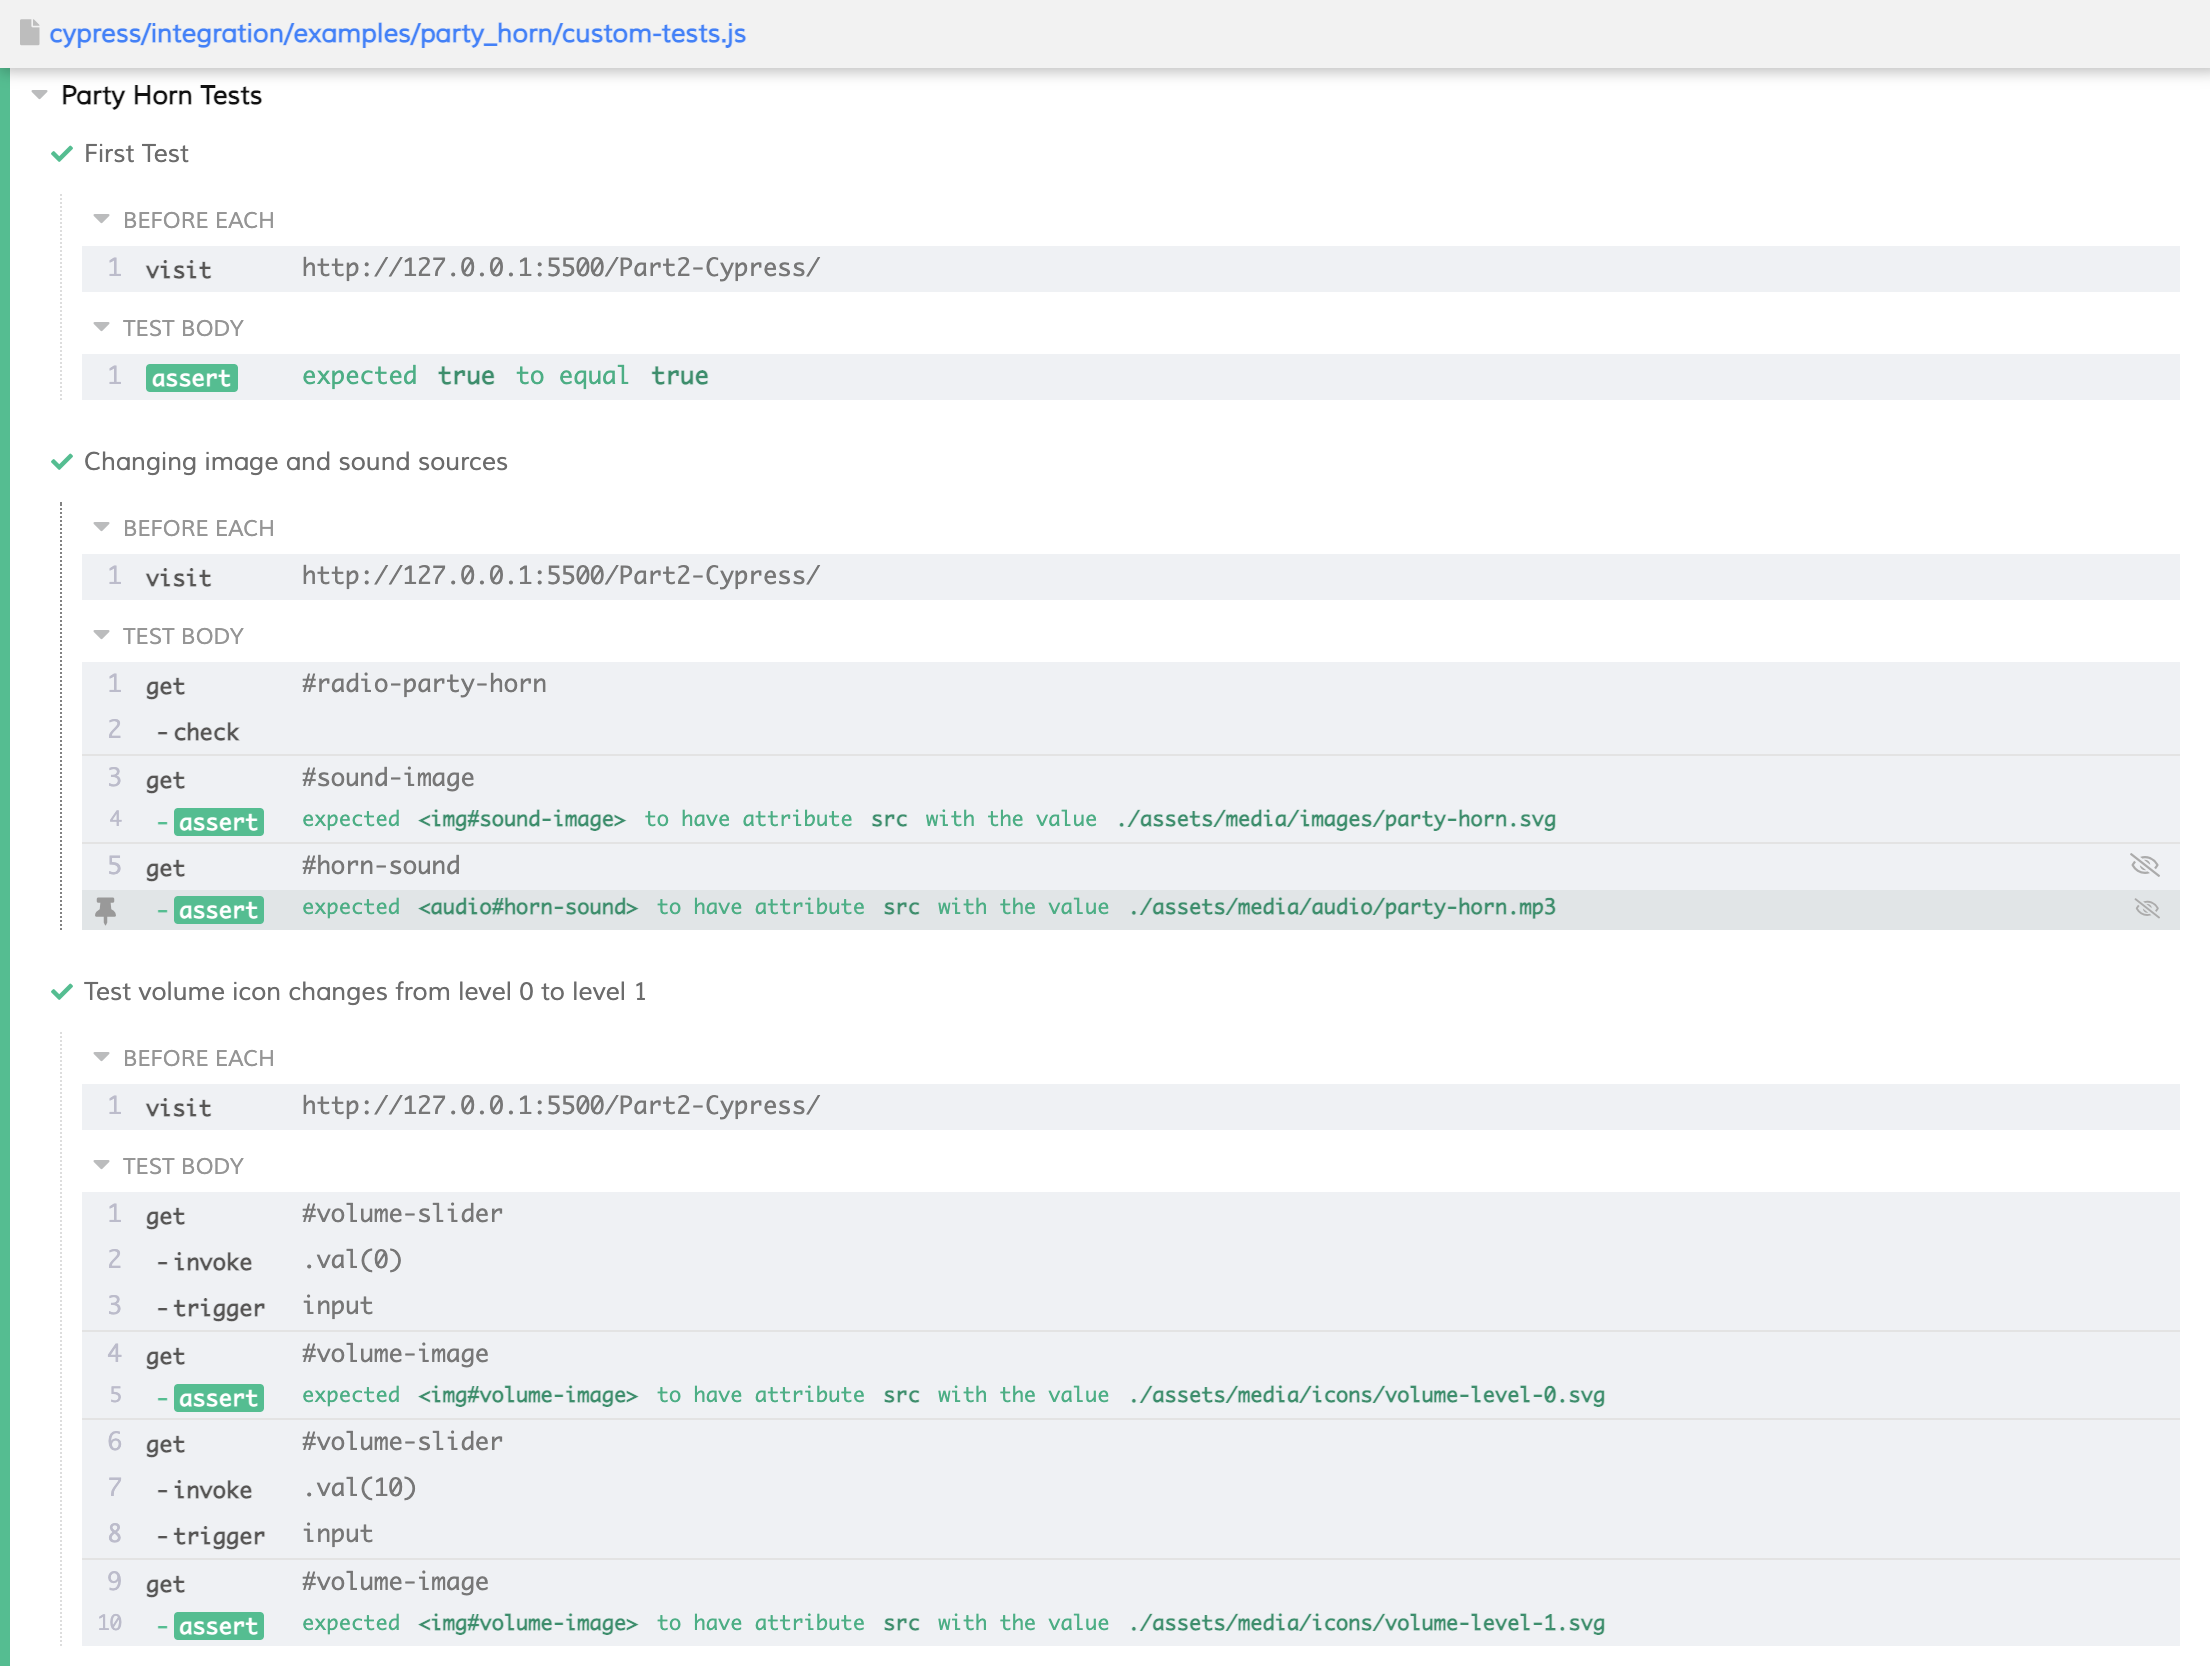 cypress/integration/examples/party_horn/custom-tests.js
Party Horn Tests
First Test
BEFORE EACH
1 visit http://127.0.0.1:5500/Part2-Cypress/
TEST BODY
1 assert expected true to equal true
Changing image and sound sources
BEFORE EACH
1 visit http://127.0.0.1:5500/Part2-Cypress/
TEST BODY
1 get #radio-party-horn
2 -check
3 get #sound-image
4 -assert expected <img#sound-image> to have attribute src with the value ./assets/media/images/party-horn.svg
5 get #horn-sound
-assert expected <audio#horn-sound> to have attribute src with the value ./assets/media/audio/party-horn.mp3
Test volume icon changes from level 0 to level 1
BEFORE EACH
1 visit http://127.0.0.1:5500/Part2-Cypress/
TEST BODY
1 get #volume-slider
2 -invoke .val(0)
3 -trigger input
4 get #volume-image
5 -assert expected <img#volume-image> to have attribute src with the value ./assets/media/icons/volume-level-0.svg
6 get #volume-slider
7 -invoke .val(10)
8 -trigger input
9 get #volume-image
10 -assert expected <img#volume-image> to have attribute src with the value ./assets/media/icons/volume-level-1.svg